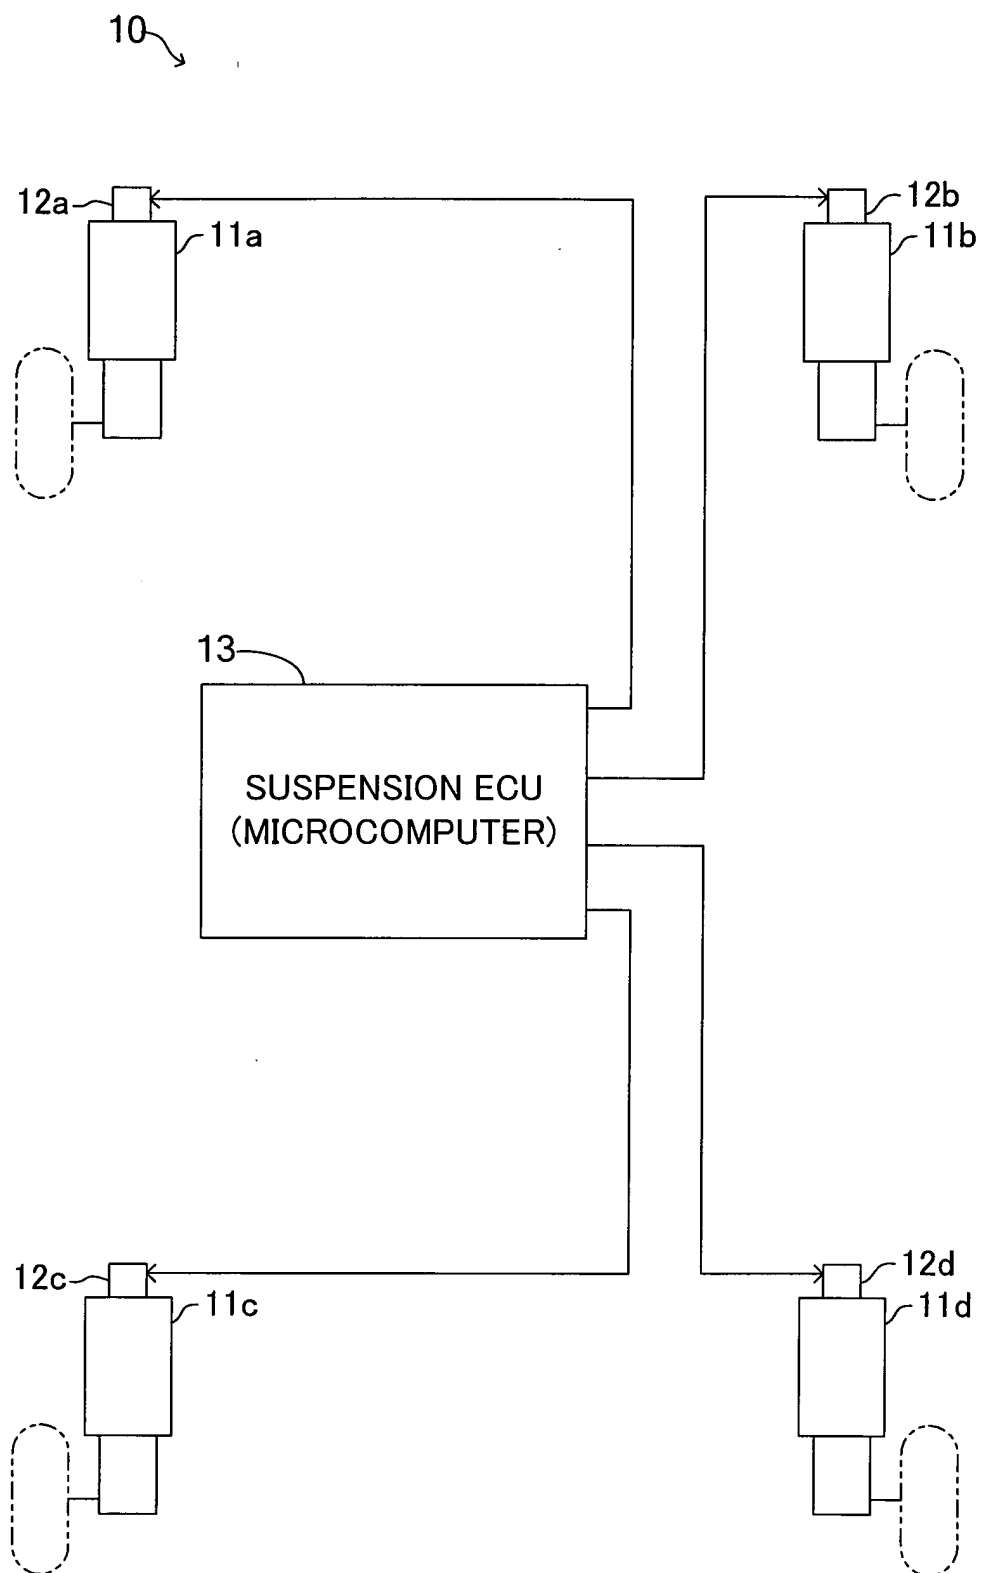 10
12a
11a
12b
11b
13
SUSPENSION ECU
(MICROCOMPUTER)
12c
11c
12d
11d